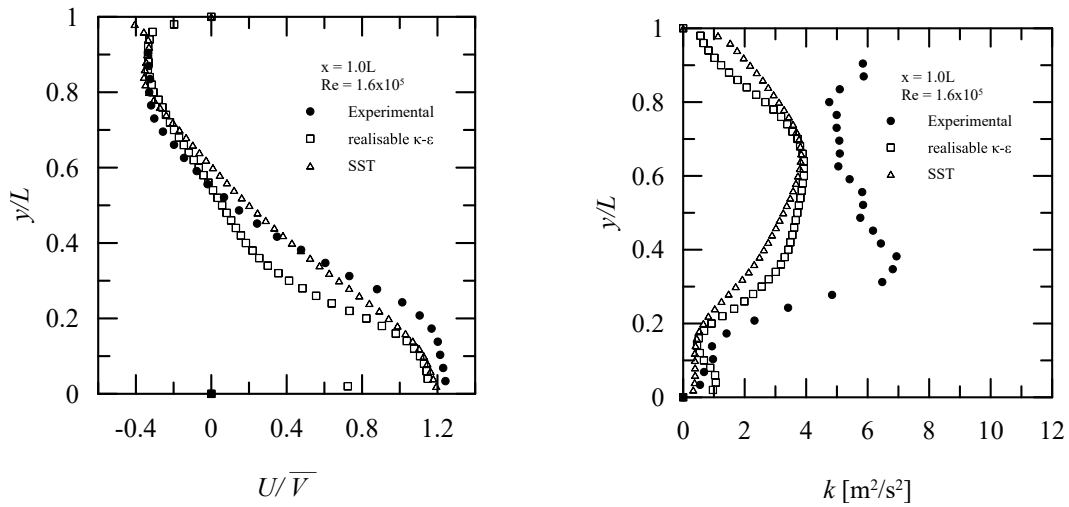 1
0.8
0.6
0.4
0.2
0
y/L
-0.4 0 0.4 0.8 1.2
U/V̅
x = 1.0L
Re = 1.6x10⁵
Experimental
realisable κ-ε
SST
1
0.8
0.6
0.4
0.2
0
y/L
0 2 4 6 8 10 12
k [m²/s²]
x = 1.0L
Re = 1.6x10⁵
Experimental
realisable κ-ε
SST